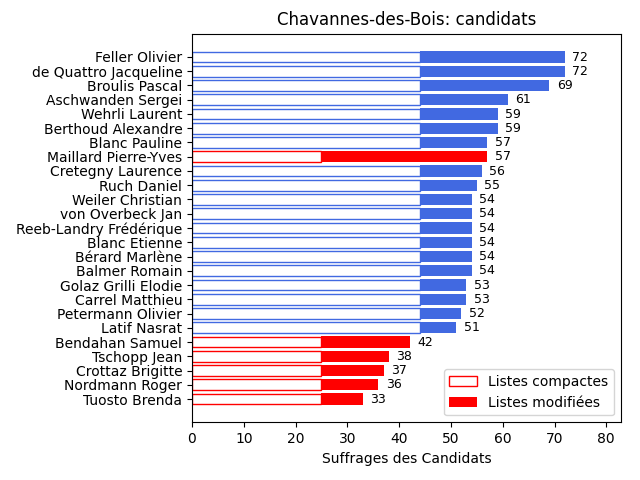 Chavannes-des-Bois: candidats
Feller Olivier 72
de Quattro Jacqueline 72
Broulis Pascal 69
Aschwanden Sergei 61
Wehrli Laurent 59
Berthoud Alexandre 59
Blanc Pauline 57
Maillard Pierre-Yves 57
Cretegny Laurence 56
Ruch Daniel 55
Weiler Christian 54
von Overbeck Jan 54
Reeb-Landry Frédérique 54
Blanc Etienne 54
Bérard Marlène 54
Balmer Romain 54
Golaz Grilli Elodie 53
Carrel Matthieu 53
Petermann Olivier 52
Latif Nasrat 51
Bendahan Samuel 42
Tschopp Jean 38
Crottaz Brigitte 37
Nordmann Roger 36
Tuosto Brenda 33
Listes compactes
Listes modifiées
0 10 20 30 40 50 60 70 80
Suffrages des Candidats